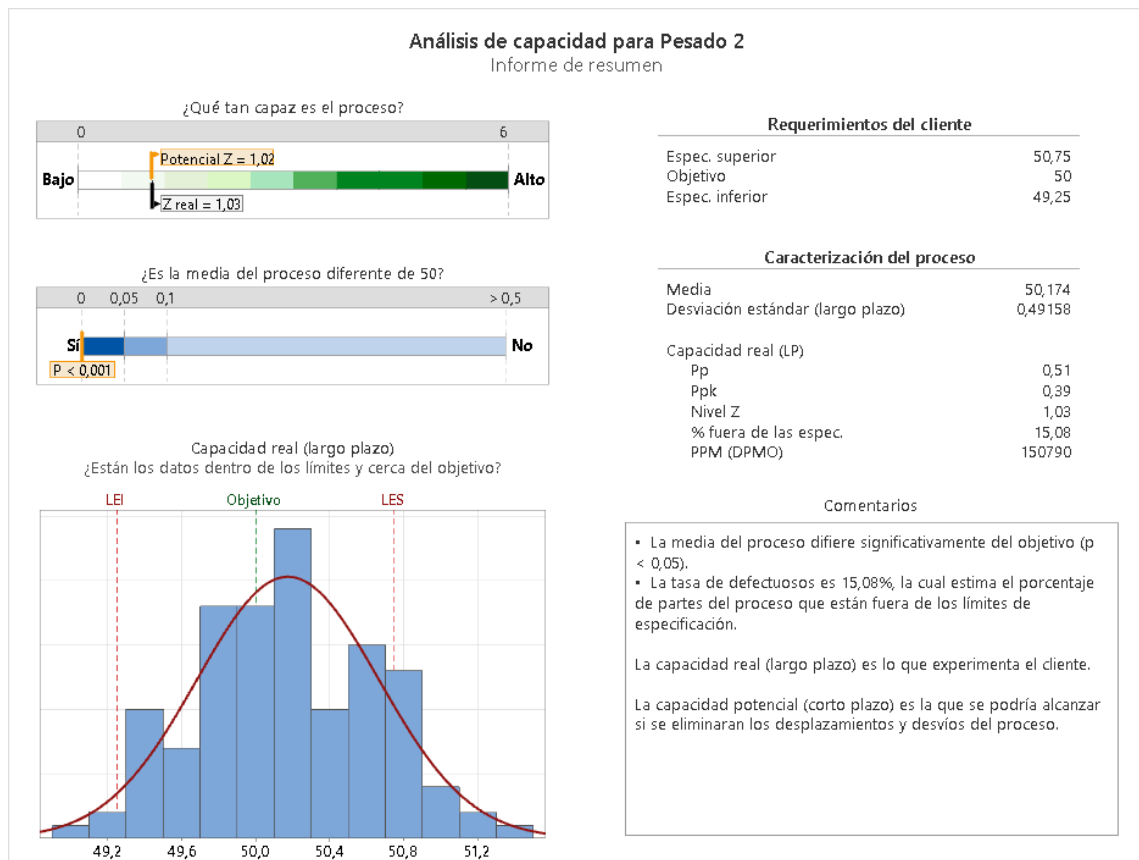 Análisis de capacidad para Pesado 2
Informe de resumen
¿Qué tan capaz es el proceso?
0 6
Potencial Z = 1,02
Bajo Alto
Z real = 1,03
¿Es la media del proceso diferente de 50?
0 0,05 0,1 > 0,5
Sí No
P < 0,001
Capacidad real (largo plazo)
¿Están los datos dentro de los límites y cerca del objetivo?
LEI Objetivo LES
49,2 49,6 50,0 50,4 50,8 51,2
Requerimientos del cliente
Espec. superior 50,75
Objetivo 50
Espec. inferior 49,25
Caracterización del proceso
Media 50,174
Desviación estándar (largo plazo) 0,49158
Capacidad real (LP)
Pp 0,51
Ppk 0,39
Nivel Z 1,03
% fuera de las espec. 15,08
PPM (DPMO) 150790
Comentarios
• La media del proceso difiere significativamente del objetivo (p
< 0,05).
• La tasa de defectuosos es 15,08%, la cual estima el porcentaje
de partes del proceso que están fuera de los límites de
especificación.
La capacidad real (largo plazo) es lo que experimenta el cliente.
La capacidad potencial (corto plazo) es la que se podría alcanzar
si se eliminaran los desplazamientos y desvíos del proceso.